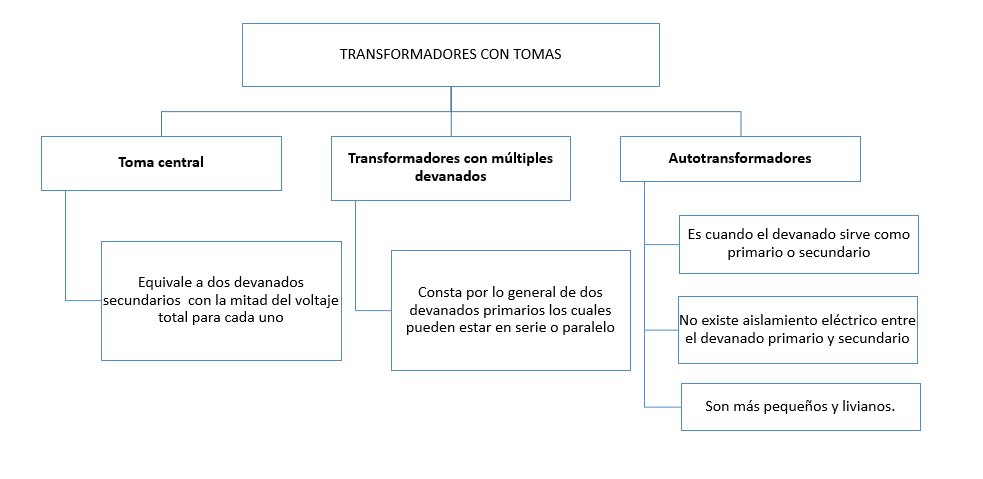 TRANSFORMADORES CON TOMAS
Toma central
Transformadores con múltiples
devanados
Autotransformadores
Equivale a dos devanados
secundarios  con la mitad del voltaje
total para cada uno
Consta por lo general de dos
devanados primarios los cuales
pueden estar en serie o paralelo
Es cuando el devanado sirve como
primario o secundario
No existe aislamiento eléctrico entre
el devanado primario y secundario
Son más pequeños y livianos.